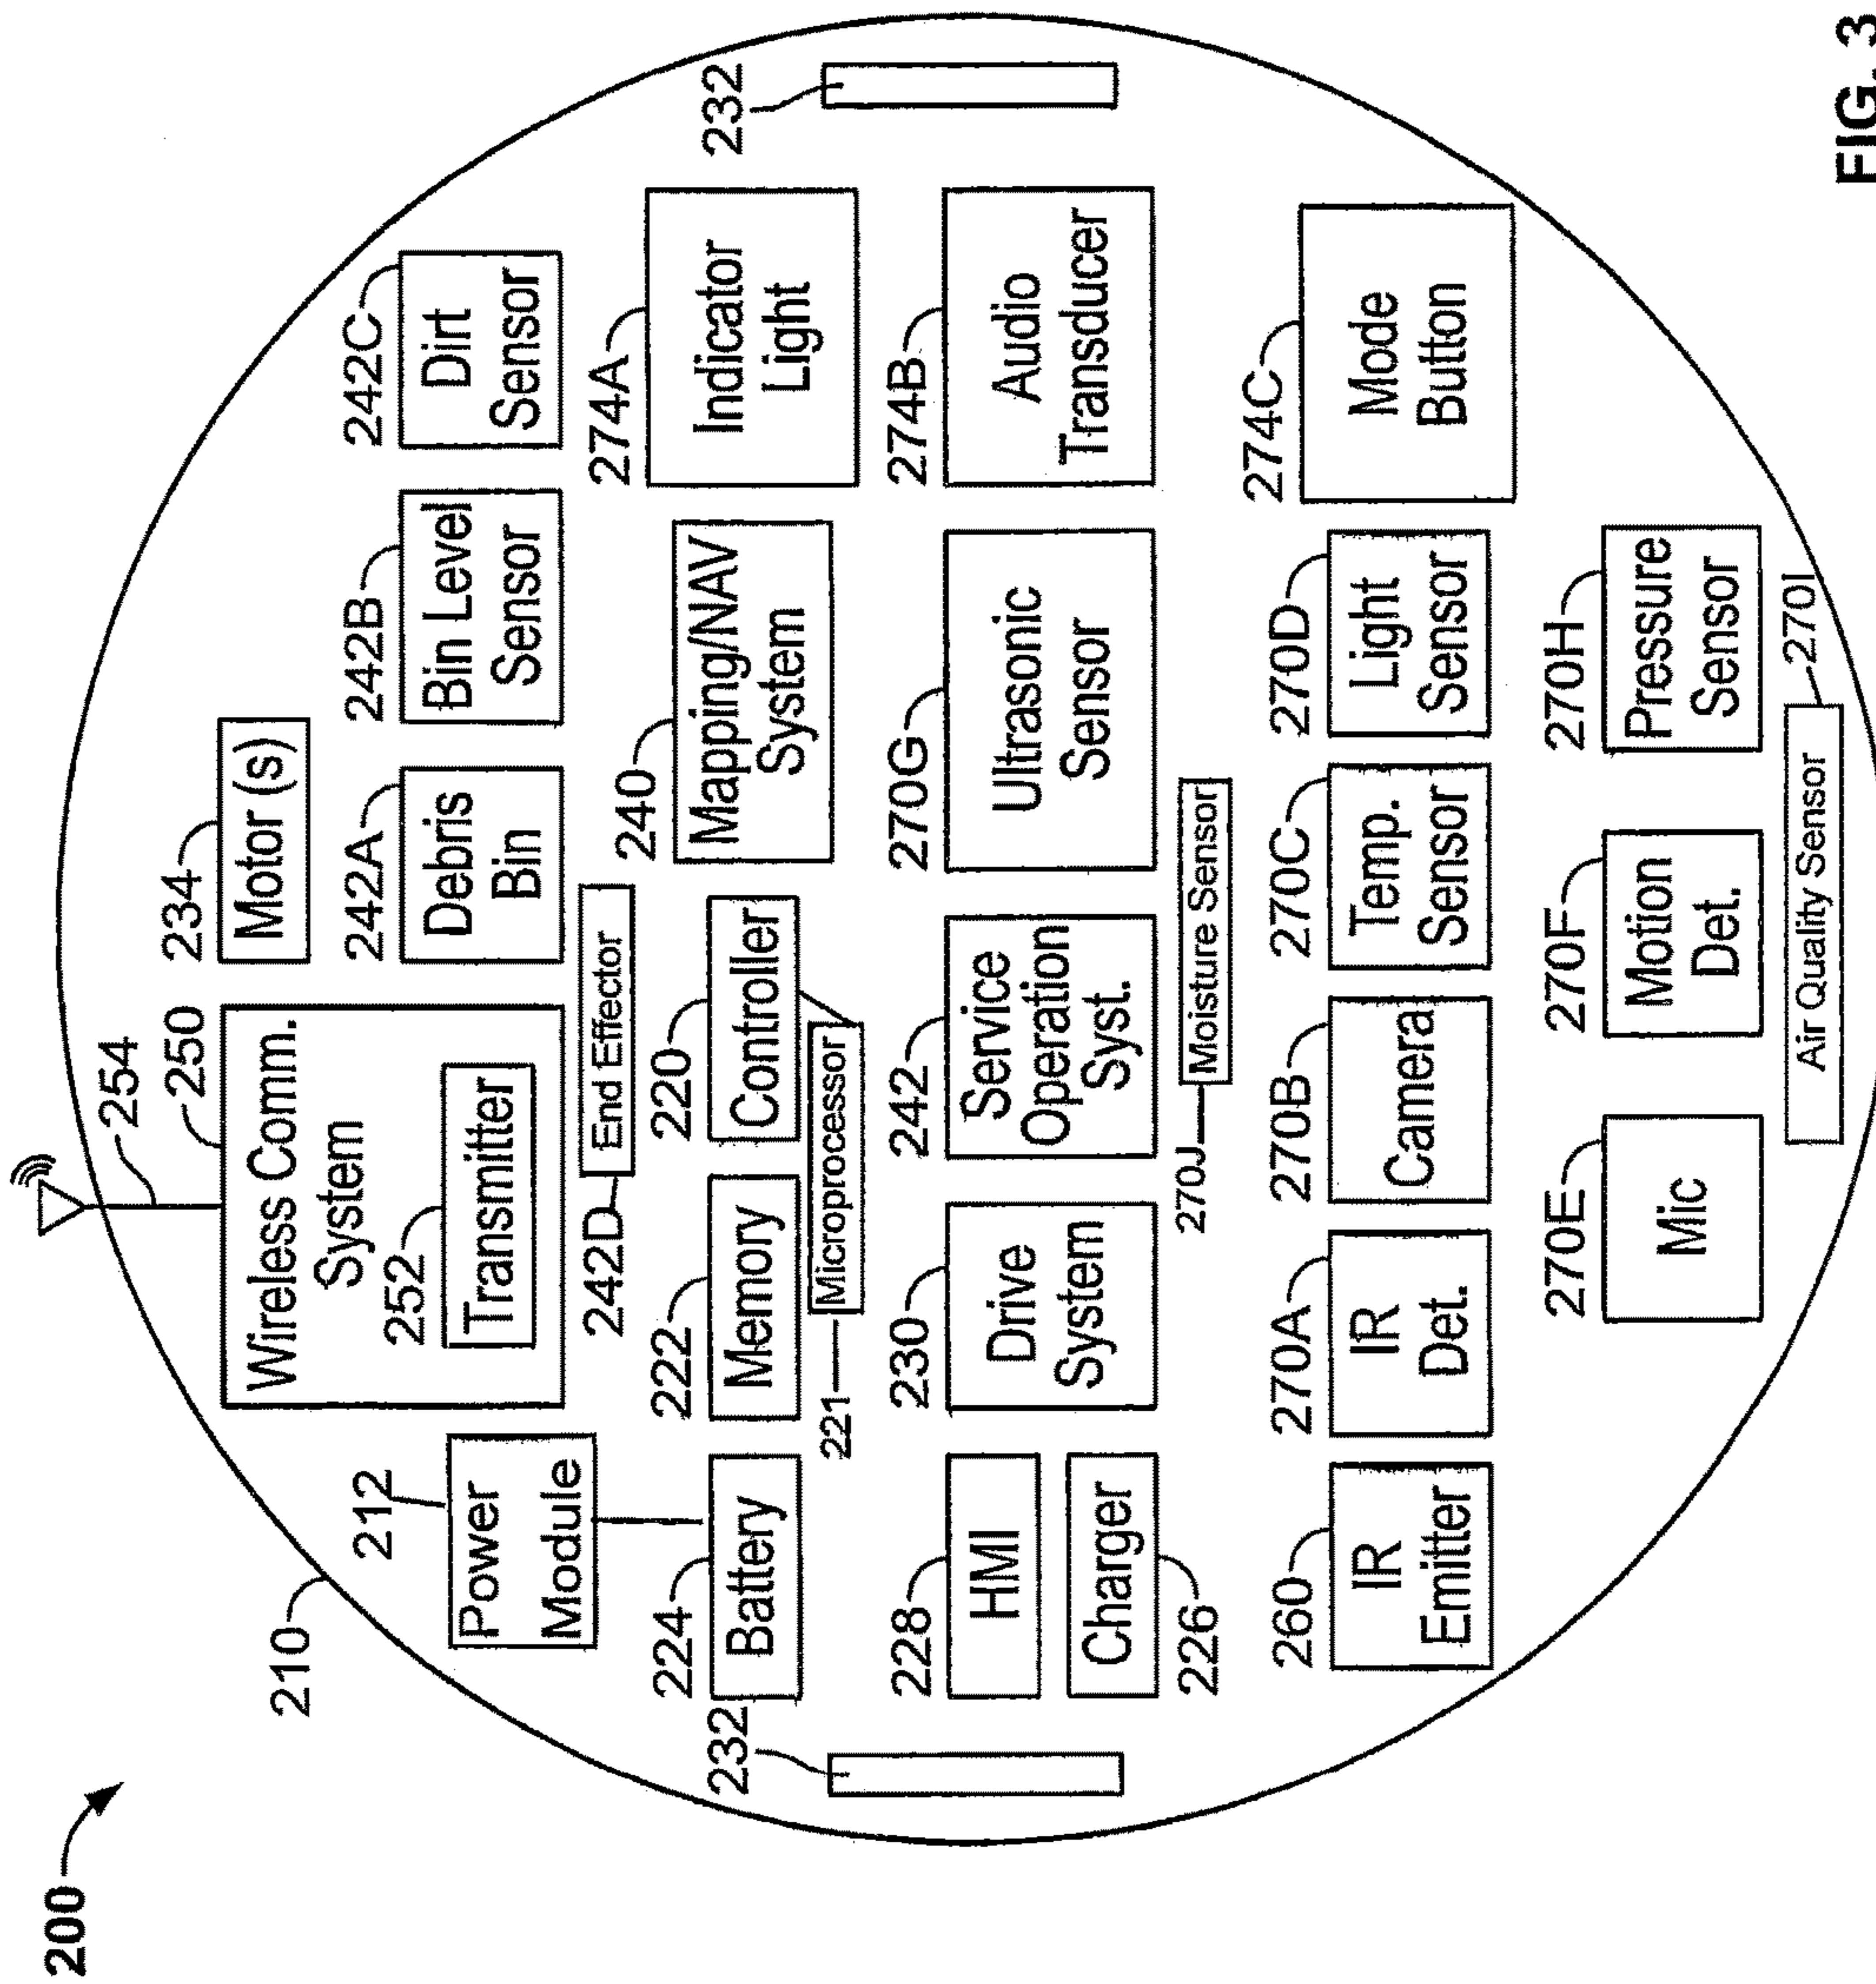 200
210
254
250
Wireless Comm.
System
252
Transmitter
234
Motor (s)
212
Power
Module
242A
Debris
Bin
242B
Bin Level
Sensor
242C
Dirt
Sensor
242D
End Effector
224
Battery
222
Memory
220
Controller
221
Microprocessor
240
Mapping/NAV
System
274A
Indicator
Light
232
232
228
HMI
Charger
226
230
Drive
System
242
Service
Operation
Syst.
270G
Ultrasonic
Sensor
274B
Audio
Transducer
270J
Moisture Sensor
260
IR
Emitter
270A
IR
Det.
270B
Camera
270C
Temp.
Sensor
270D
Light
Sensor
274C
Mode
Button
270E
Mic
270F
Motion
Det.
270H
Pressure
Sensor
Air Quality Sensor
270I
FIG. 3